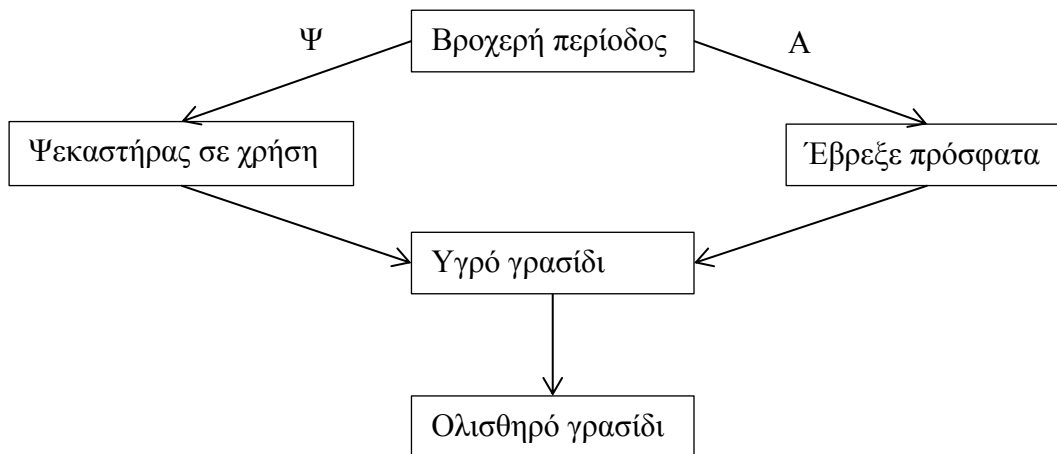 Ψ
Βροχερή περίοδος
Α
Ψεκαστήρας σε χρήση
Έβρεξε πρόσφατα
Υγρό γρασίδι
Ολισθηρό γρασίδι